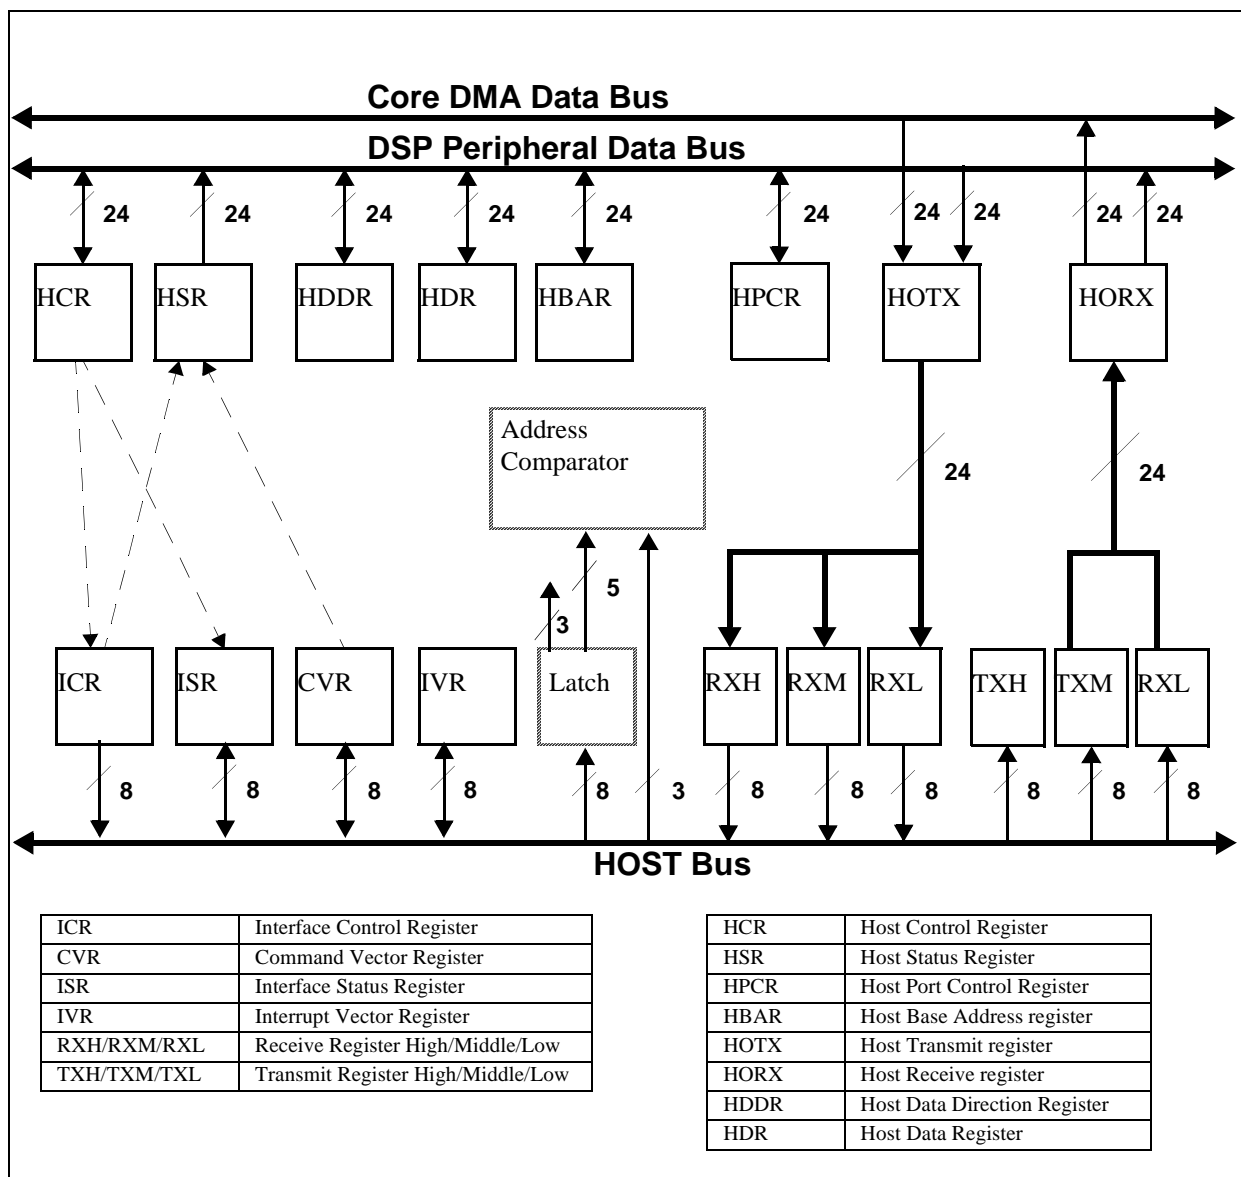 Core DMA Data Bus
DSP Peripheral Data Bus
24 24 24 24 24 24 24 24 24 24
HCR HSR HDDR HDR HBAR HPCR HOTX HORX
Address
Comparator
24 24
5
3
ICR ISR CVR IVR Latch RXH RXM RXL TXH TXM RXL
8 8 8 8 8 3 8 8 8 8 8 8
HOST Bus
ICR Interface Control Register
CVR Command Vector Register
ISR Interface Status Register
IVR Interrupt Vector Register
RXH/RXM/RXL Receive Register High/Middle/Low
TXH/TXM/TXL Transmit Register High/Middle/Low
HCR Host Control Register
HSR Host Status Register
HPCR Host Port Control Register
HBAR Host Base Address register
HOTX Host Transmit register
HORX Host Receive register
HDDR Host Data Direction Register
HDR Host Data Register